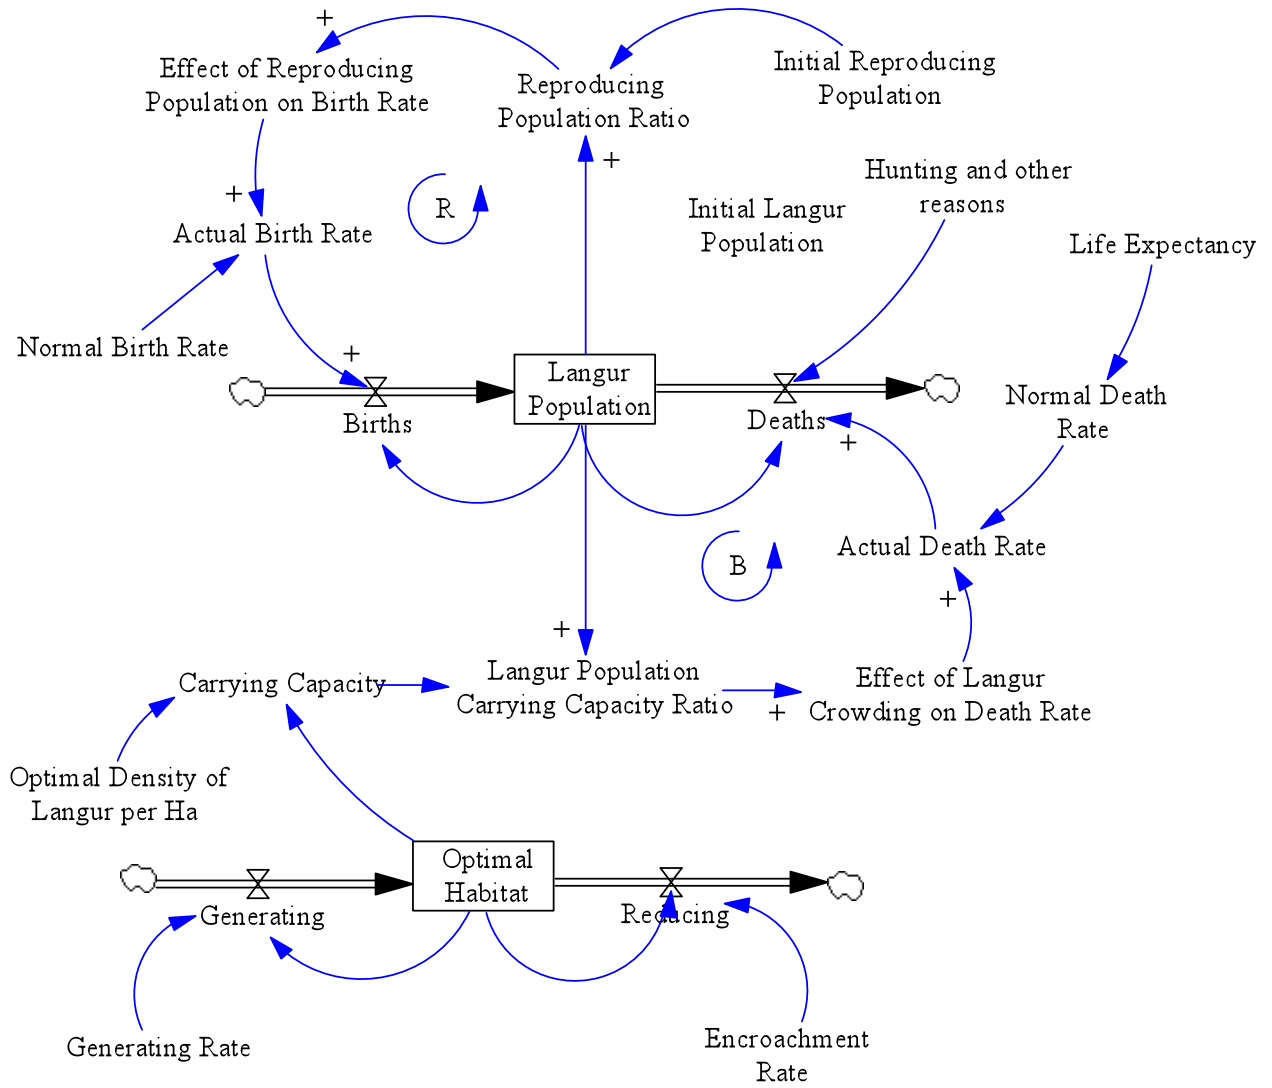 +
Effect of Reproducing
Population on Birth Rate
Reproducing
Population Ratio
+
Initial Reproducing
Population
Hunting and other
reasons
Initial Langur
Population
Life Expectancy
+
R
Actual Birth Rate
Normal Birth Rate
+
Births
Langur
Population
Deaths
+
Normal Death
Rate
Actual Death Rate
B
+
+
Carrying Capacity
Langur Population
Carrying Capacity Ratio
+
Effect of Langur
Crowding on Death Rate
Optimal Density of
Langur per Ha
Optimal
Habitat
Generating
Reducing
Generating Rate
Encroachment
Rate